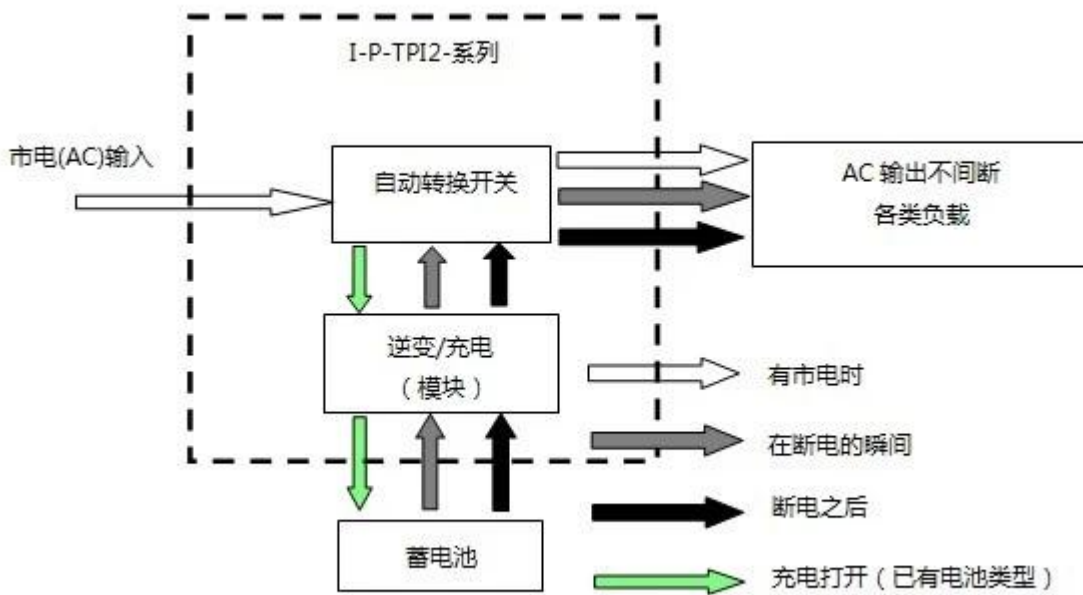 I-P-TPI2-系列
市电(AC)输入
自动转换开关
AC 输出不间断
各类负载
逆变/充电
（模块）
有市电时
在断电的瞬间
断电之后
蓄电池
充电打开（已有电池类型）